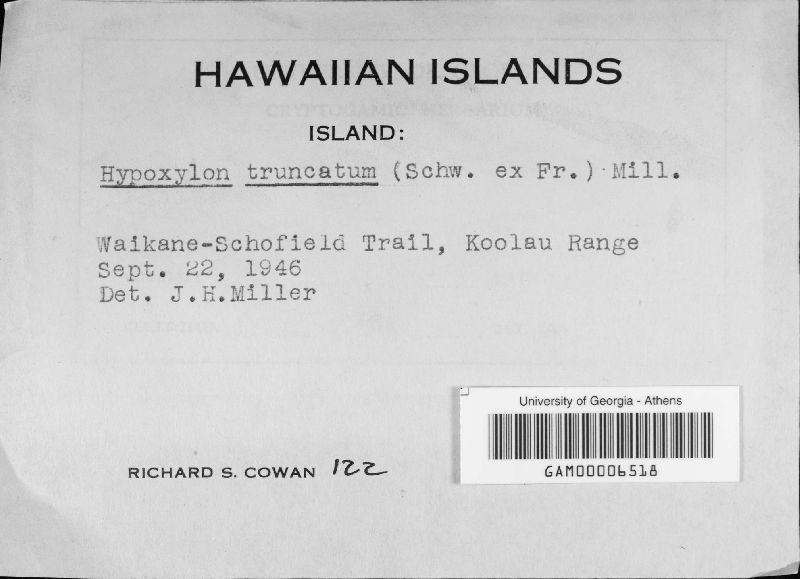 HAWAIIAN ISLANDS
ISLAND:
Hypoxylon truncatum (Schw. ex Fr.) Mill.
Waikane-Schofield Trail, Koolau Range
Sept. 22, 1946
Det. J.H.Miller
University of Georgia - Athens
GAM00006518
RICHARD S. COWAN 122